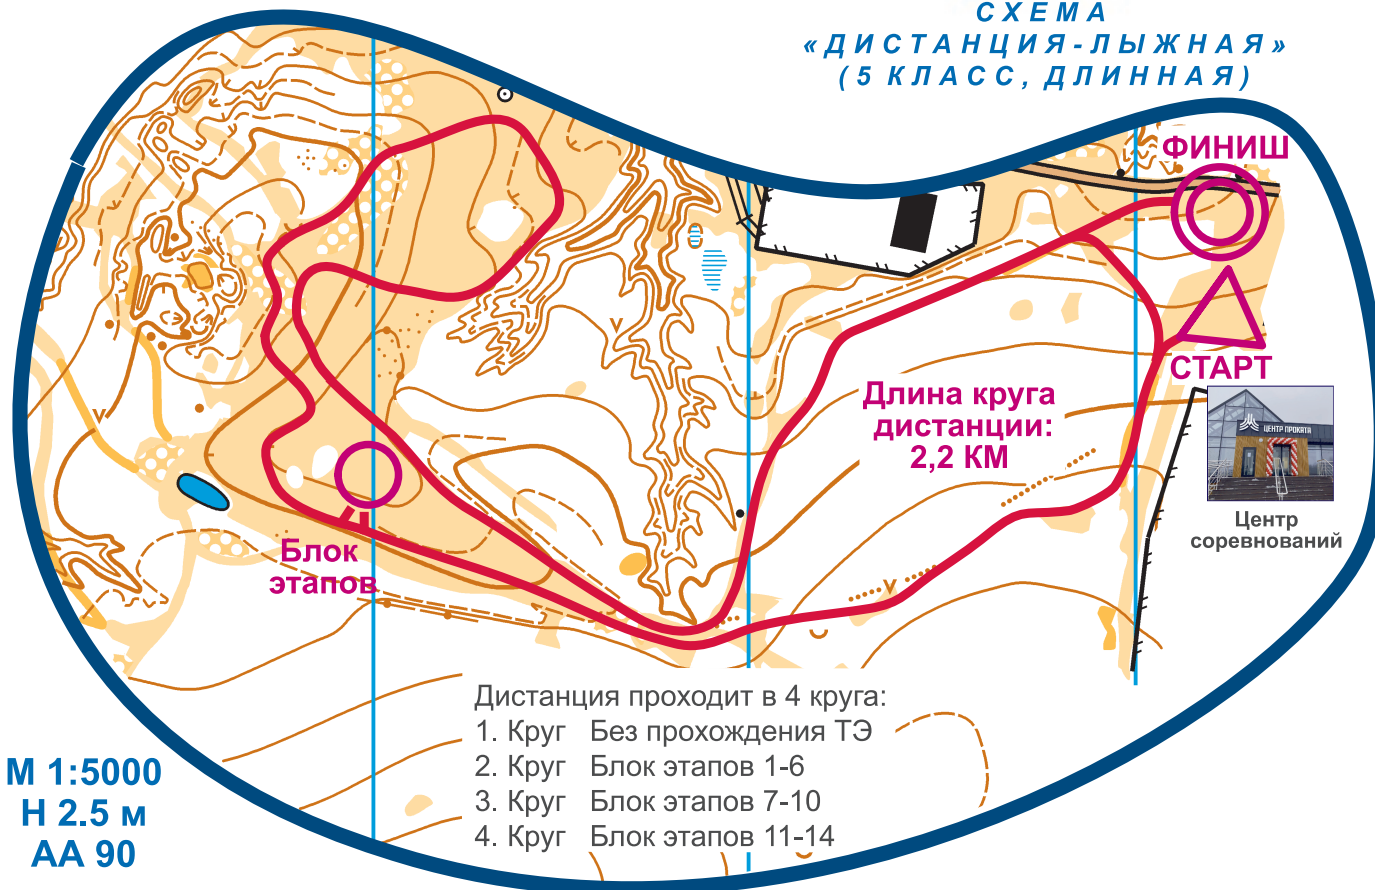 СХЕМА
«ДИСТАНЦИЯ-ЛЫЖНАЯ»
(5 КЛАСС, ДЛИННАЯ)
ФИНИШ
СТАРТ
Длина круга
дистанции:
2,2 КМ
ЦЕНТР ПРОКАТА
Центр
соревнований
Блок
этапов
Дистанция проходит в 4 круга:
1. Круг Без прохождения ТЭ
2. Круг Блок этапов 1-6
3. Круг Блок этапов 7-10
4. Круг Блок этапов 11-14
М 1:5000
Н 2.5 м
АА 90